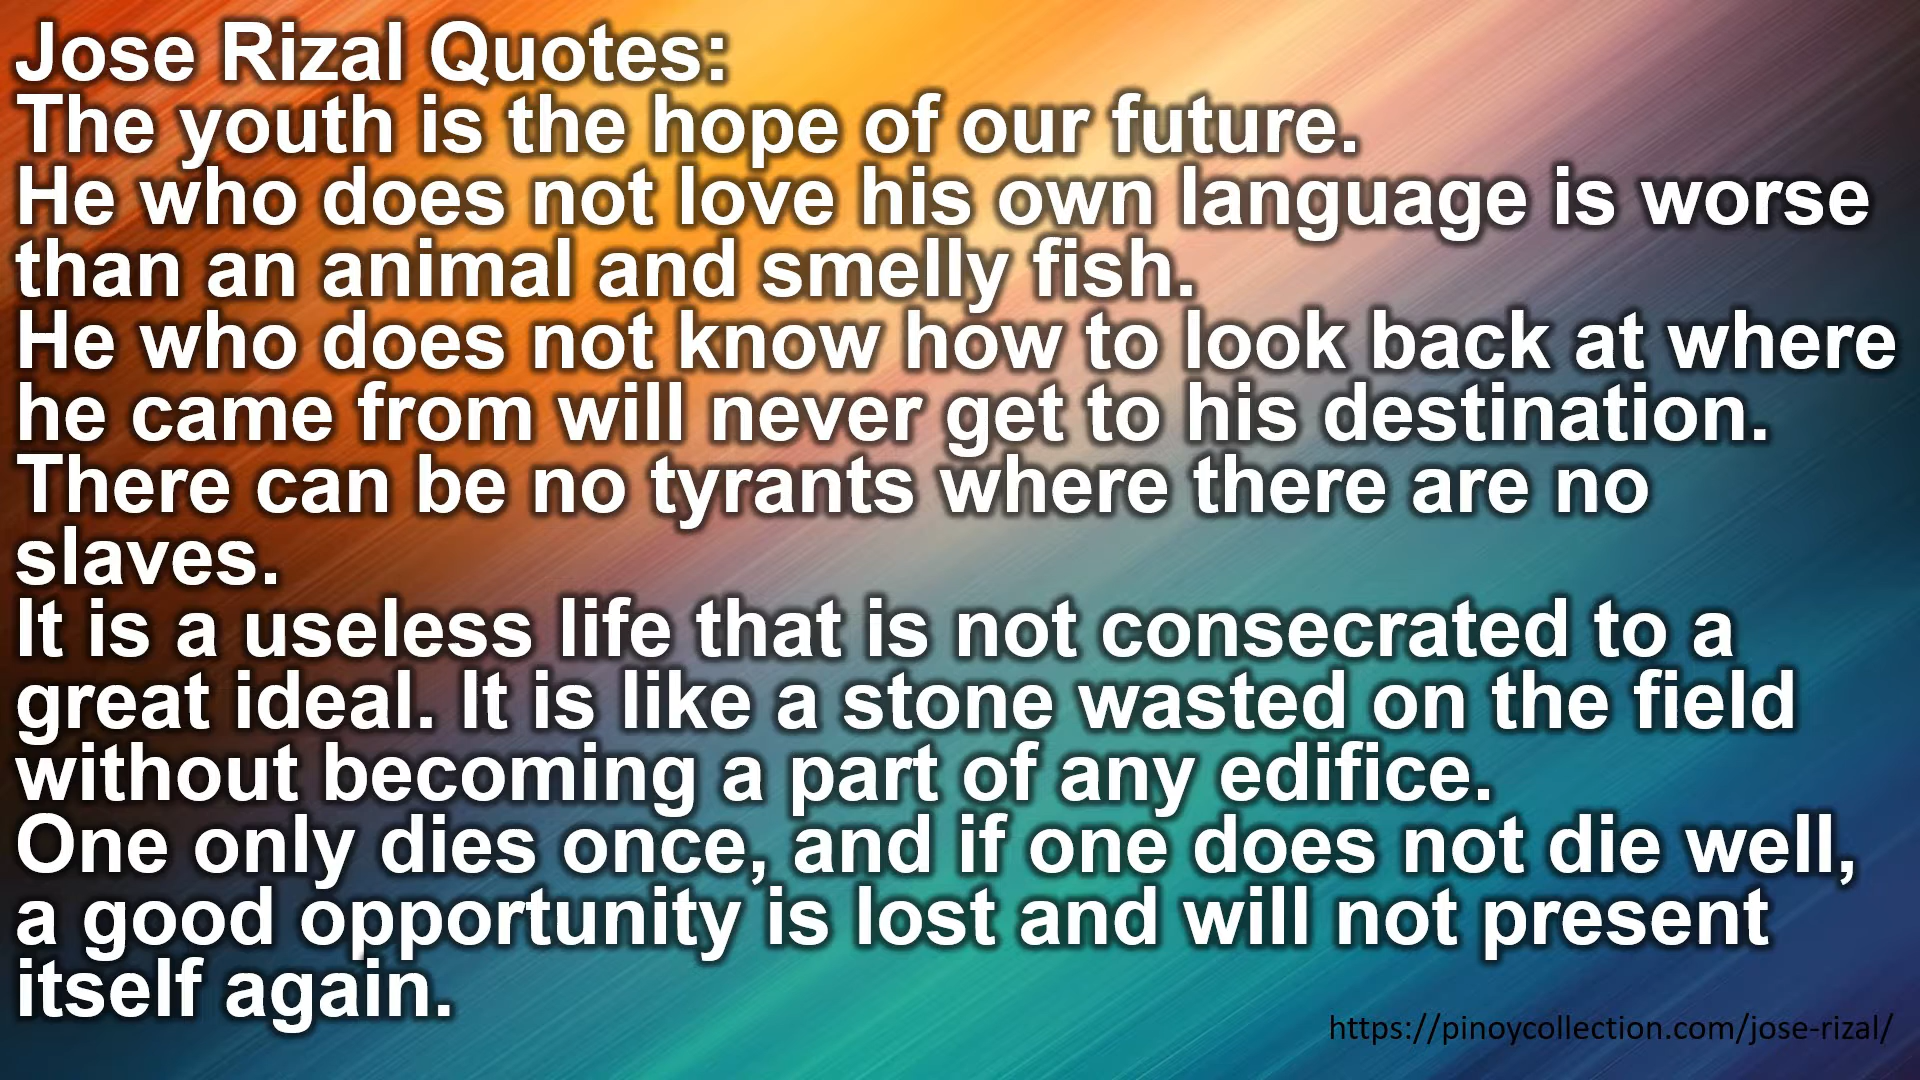 Jose Rizal Quotes:
The youth is the hope of our future.
He who does not love his own language is worse
than an animal and smelly fish.
He who does not know how to look back at where
he came from will never get to his destination.
There can be no tyrants where there are no
slaves.
It is a useless life that is not consecrated to a
great ideal. It is like a stone wasted on the field
without becoming a part of any edifice.
One only dies once, and if one does not die well,
a good opportunity is lost and will not present
itself again.
https://pinoycollection.com/jose-rizal/